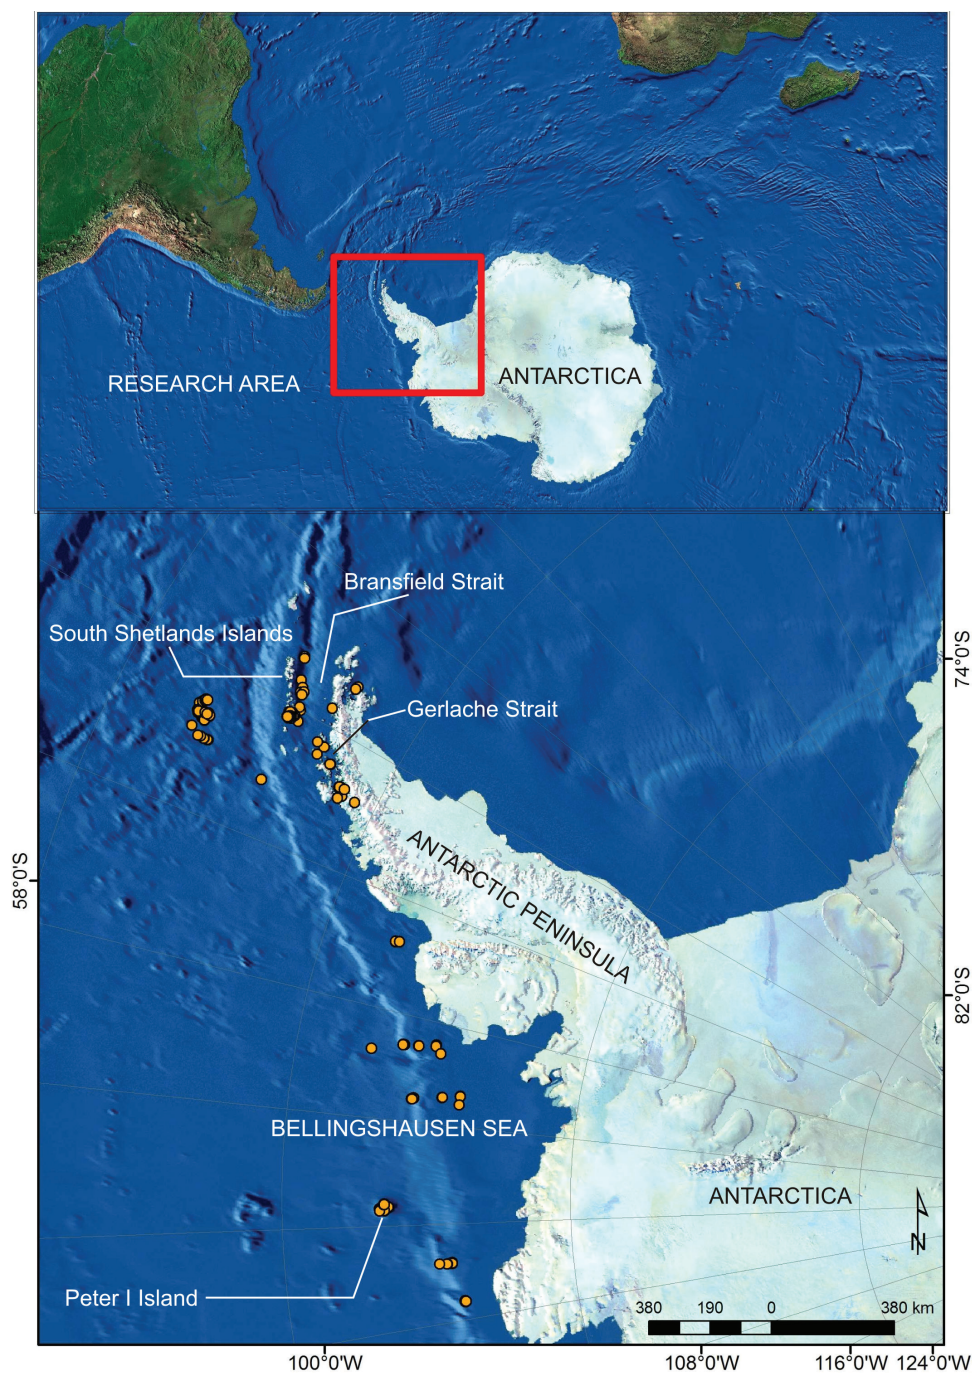 RESEARCH AREA
ANTARCTICA
Bransfield Strait
South Shetlands Islands
Gerlache Strait
74°0'S
58°0'S
ANTARCTIC PENINSULA
82°0'S
BELLINGSHAUSEN SEA
ANTARCTICA
N
Peter I Island
380 190 0 380 km
100°0'W 108°0'W 116°0'W 124°0'W